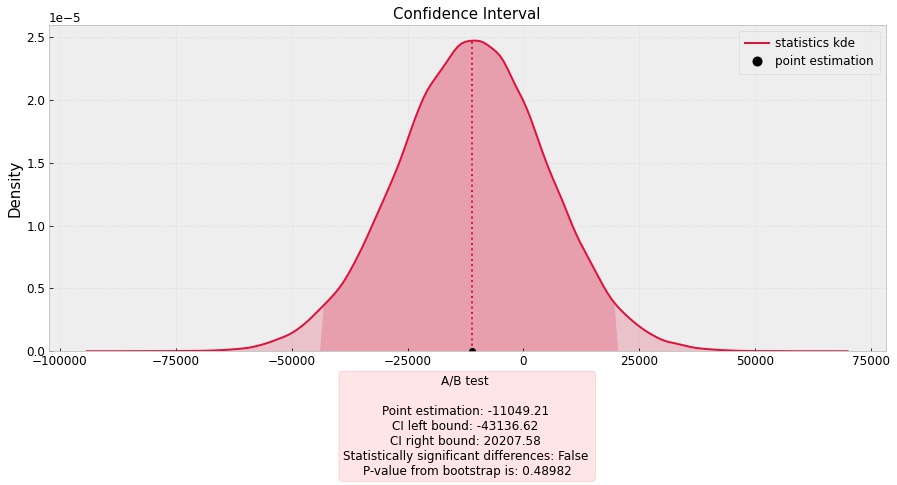 Confidence Interval
1e−5
statistics kde
point estimation
2.5
2.0
1.5
1.0
0.5
0.0
Density
−100000 −75000 −50000 −25000 0 25000 50000 75000
A/B test
Point estimation: -11049.21
CI left bound: -43136.62
CI right bound: 20207.58
Statistically significant differences: False
P-value from bootstrap is: 0.48982